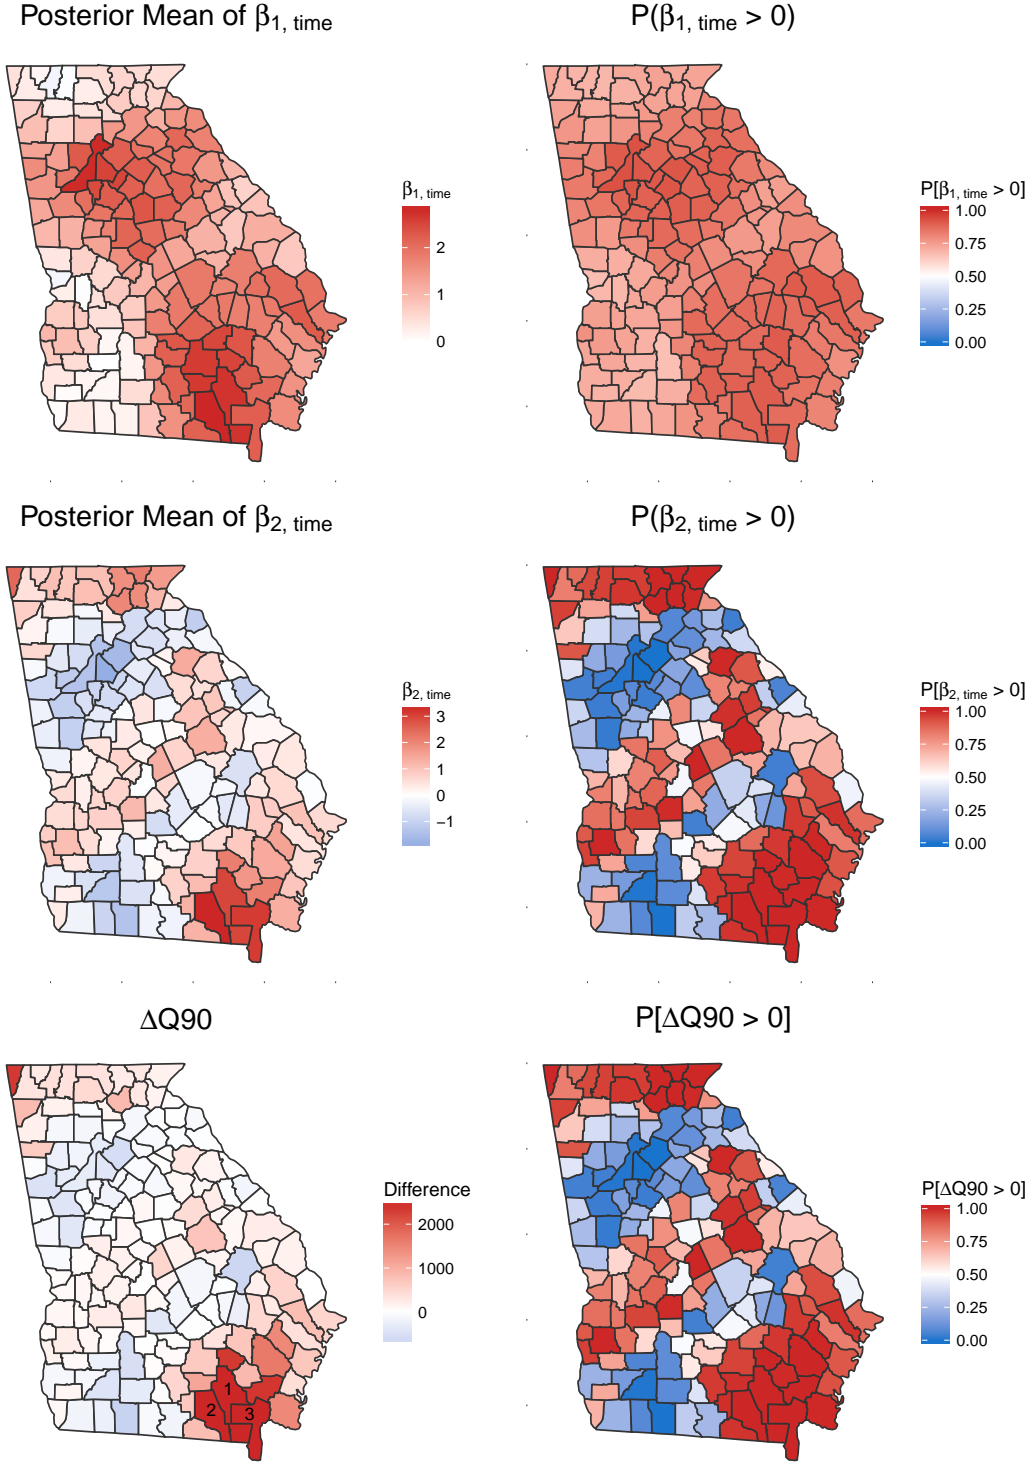 Posterior Mean of β1, time
P(β1, time > 0)
β1, time
2
1
0
P[β1, time > 0]
1.00
0.75
0.50
0.25
0.00
Posterior Mean of β2, time
P(β2, time > 0)
β2, time
3
2
1
0
−1
P[β2, time > 0]
1.00
0.75
0.50
0.25
0.00
ΔQ90
P[ΔQ90 > 0]
Difference
2000
1000
0
1
2
3
P[ΔQ90 > 0]
1.00
0.75
0.50
0.25
0.00